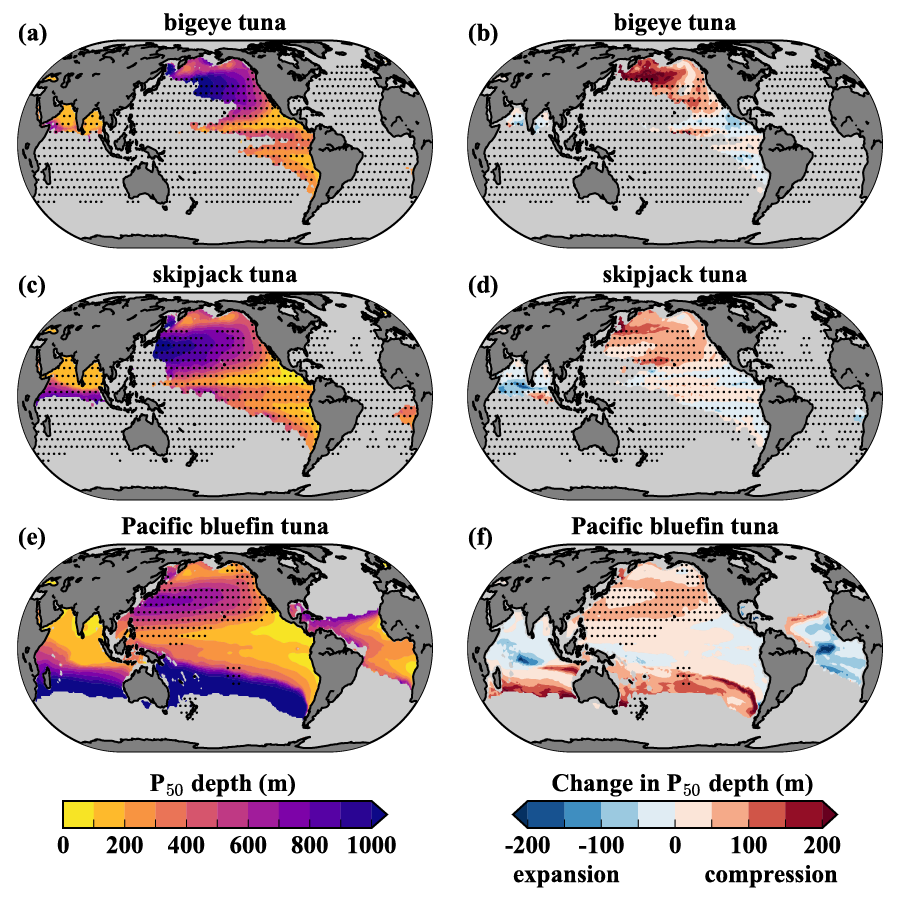 bigeye tuna
(a)
(b)
skipjack tuna
(c)
(d)
Pacific bluefin tuna
(e)
(f)
bigeye tuna
skipjack tuna
Pacific bluefin tuna
P50 depth (m)
0 200 400 600 800 1000
Change in P50 depth (m)
-200 -100 0 100 200
expansion compression